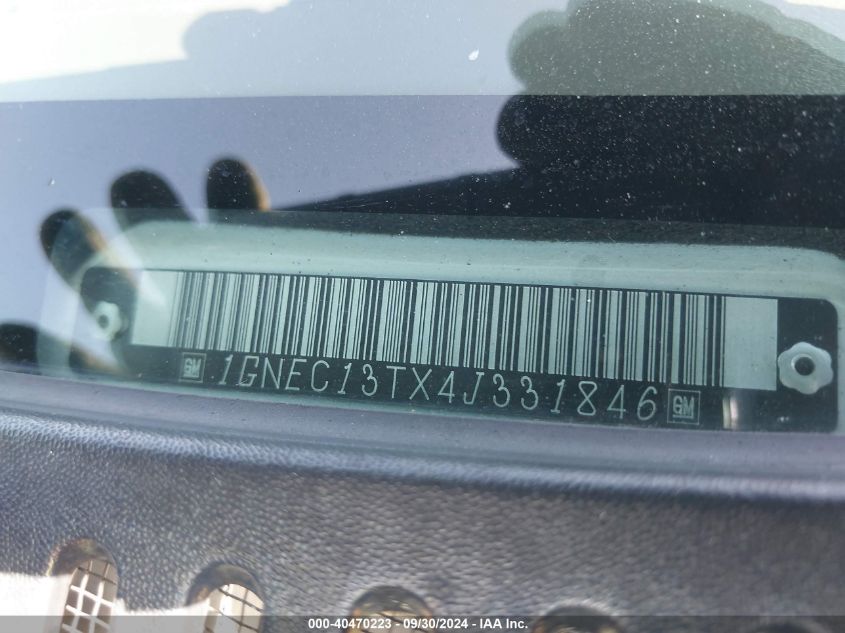 GM 1GNEC13TX4J331846 GM
000-40470223 - 09/30/2024 - IAA Inc.